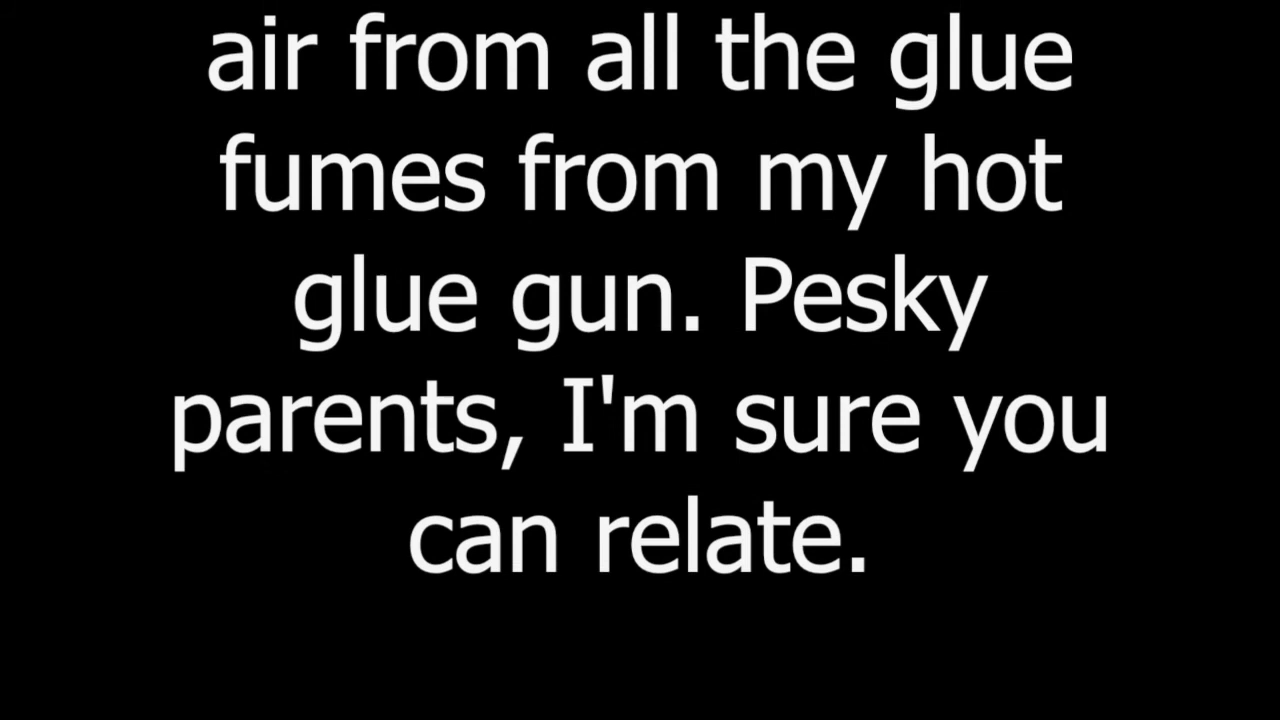 air from all the glue
fumes from my hot
glue gun. Pesky
parents, I'm sure you
can relate.